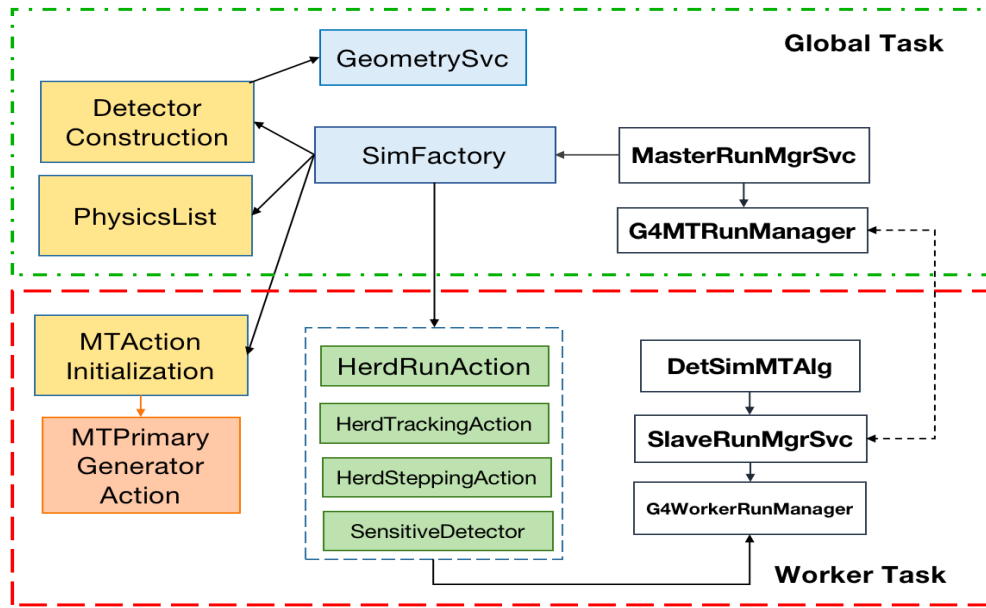 Global Task
GeometrySvc
Detector
Construction
SimFactory
MasterRunMgrSvc
PhysicsList
G4MTRunManager
MTAction
Initialization
MTPrimary
Generator
Action
HerdRunAction
HerdTrackingAction
HerdSteppingAction
SensitiveDetector
DetSimMTAlg
SlaveRunMgrSvc
G4WorkerRunManager
Worker Task